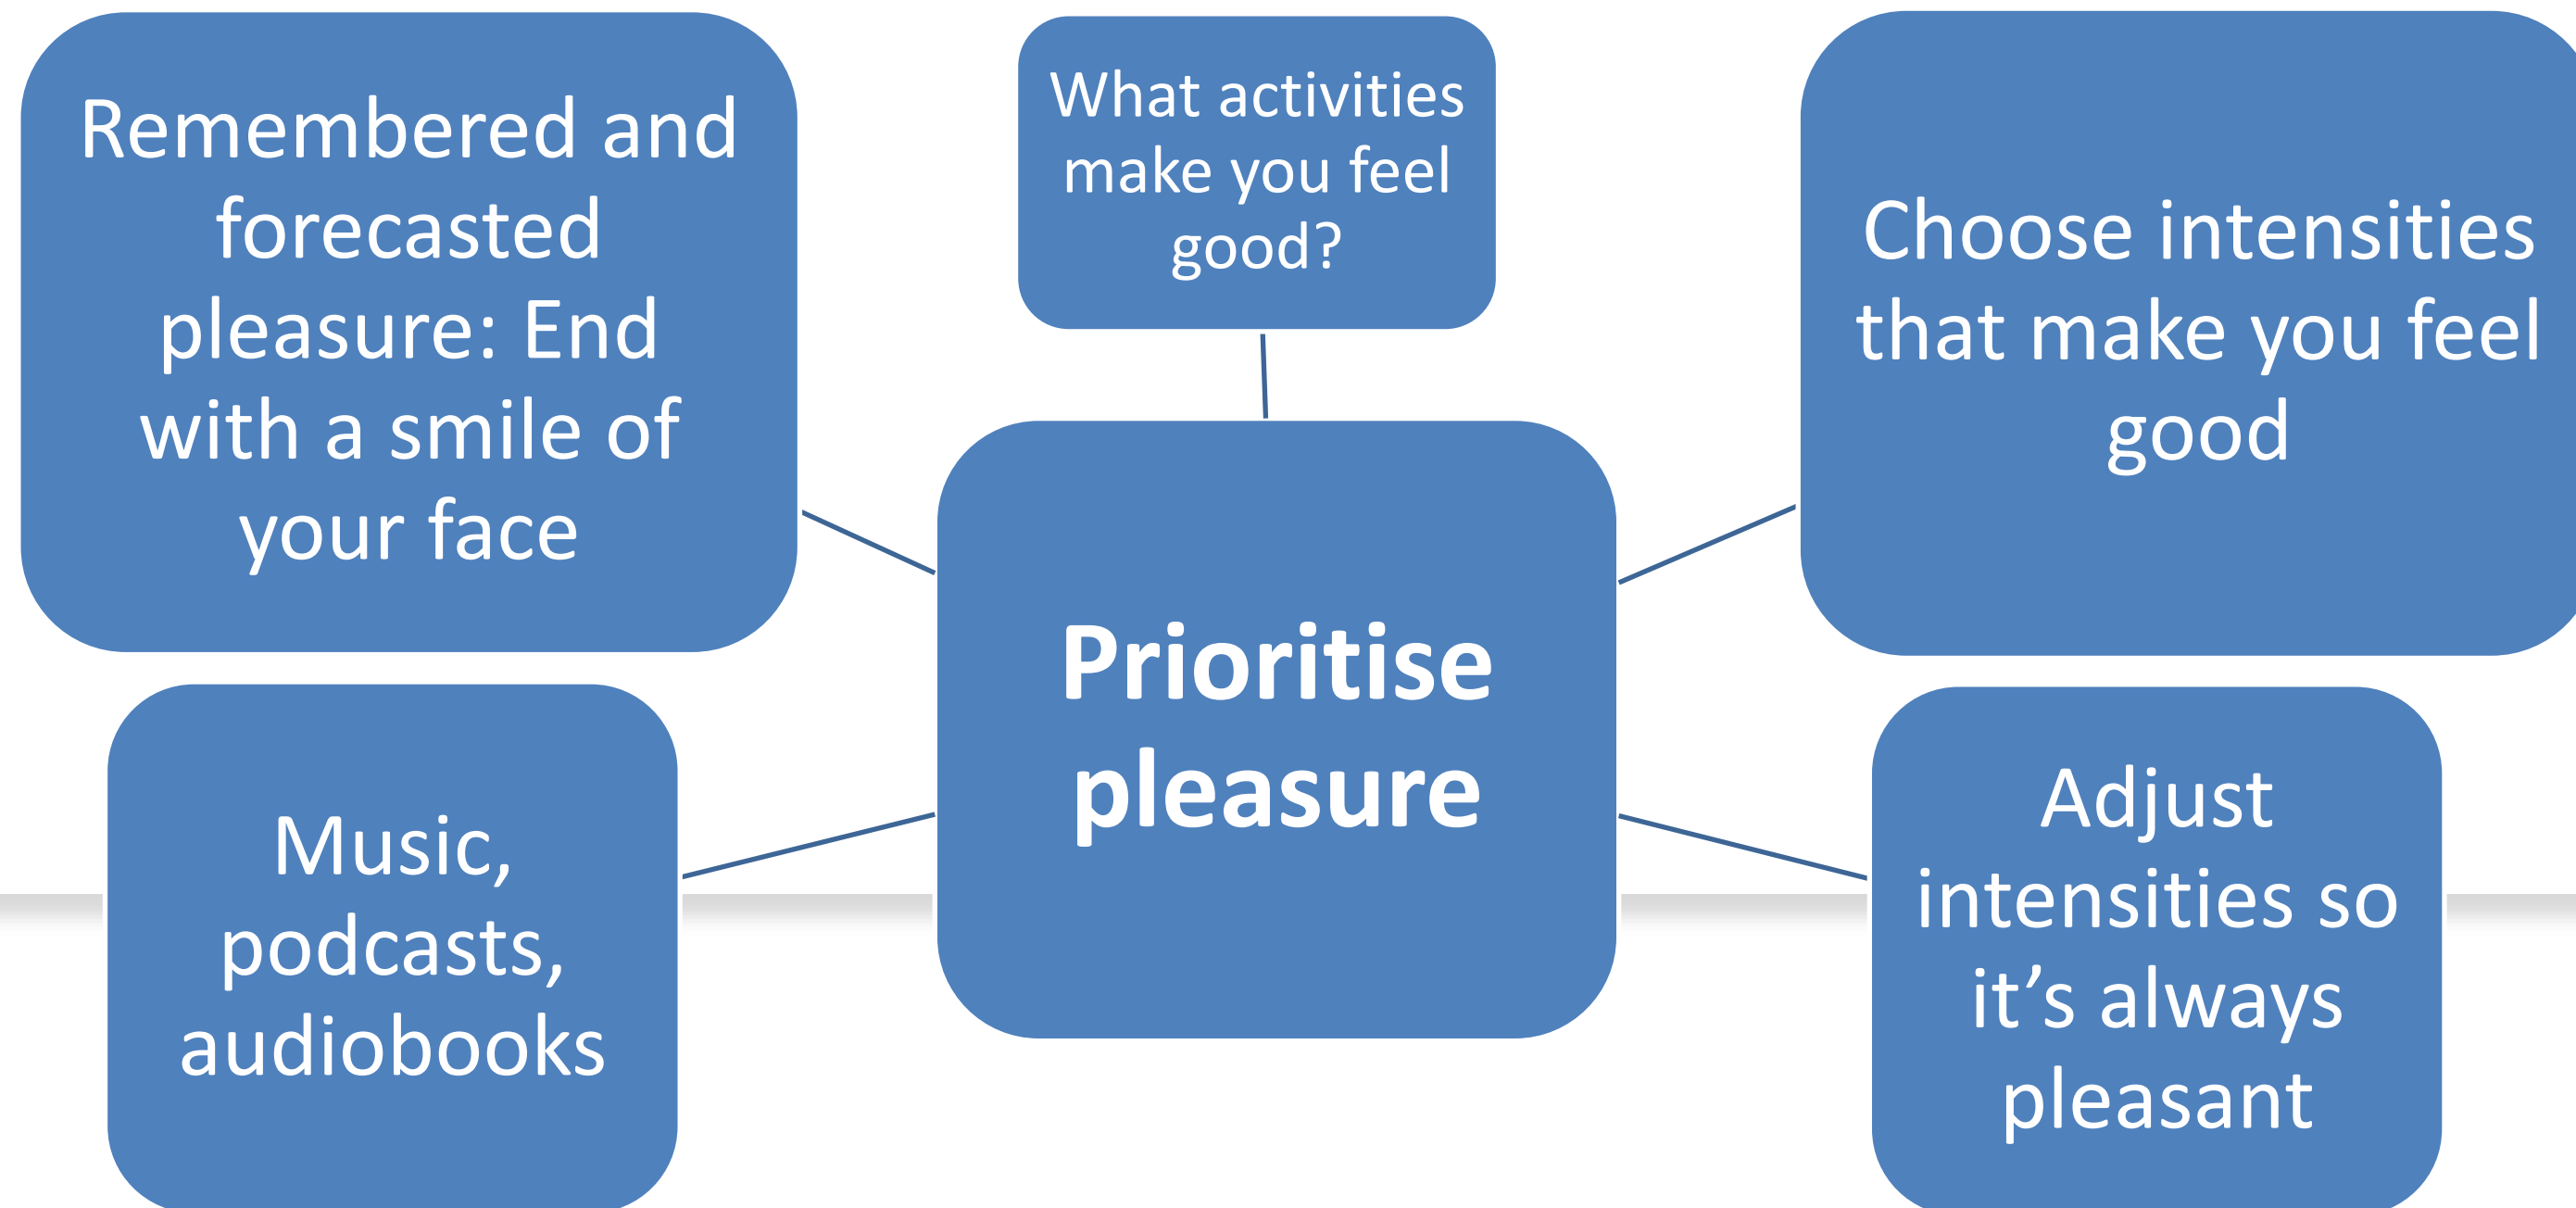 Remembered and
forecasted
pleasure: End
with a smile of
your face
What activities
make you feel
good?
Choose intensities
that make you feel
good
Prioritise
pleasure
Music,
podcasts,
audiobooks
Adjust
intensities so
it’s always
pleasant